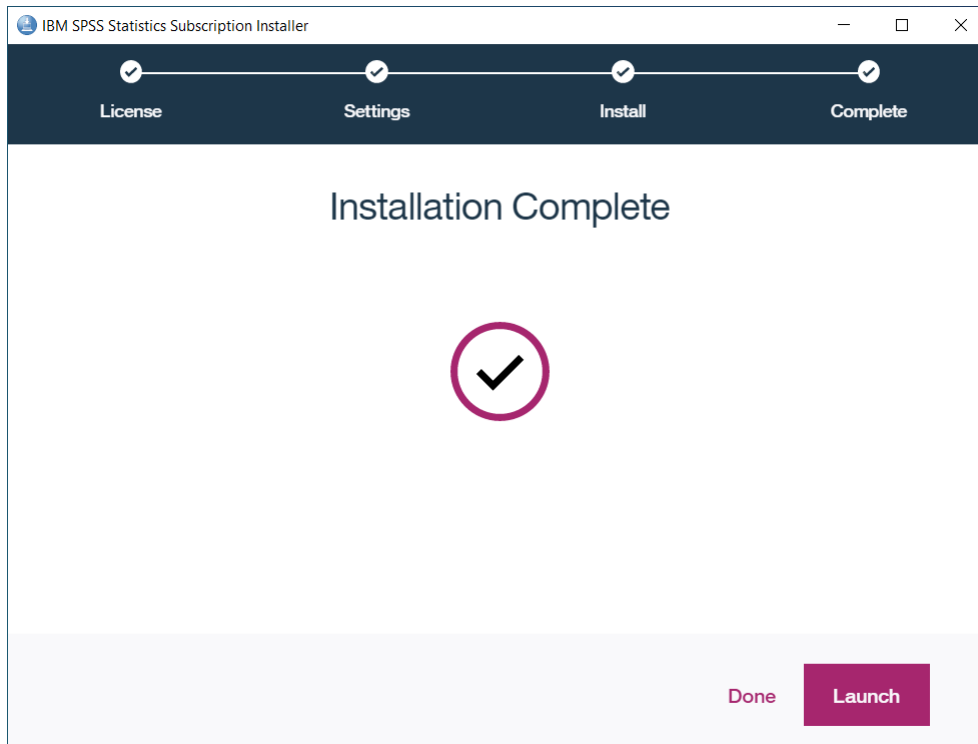 IBM SPSS Statistics Subscription Installer
License Settings Install Complete
Installation Complete
Done Launch